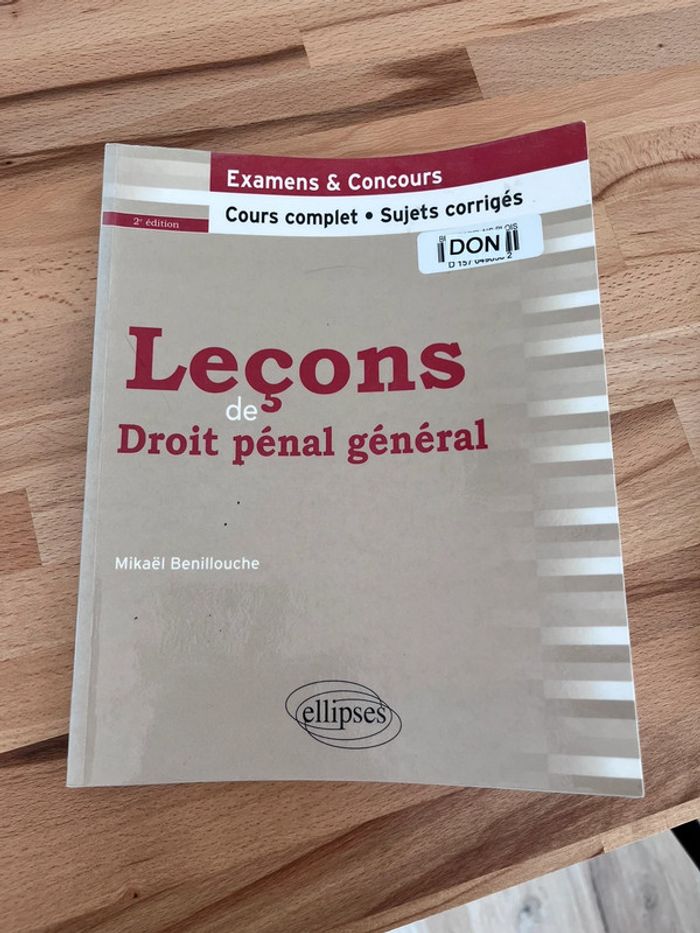 Examens & Concours
2e édition
Cours complet • Sujets corrigés
DON
Leçons
de
Droit pénal général
Mikaël Benillouche
ellipses